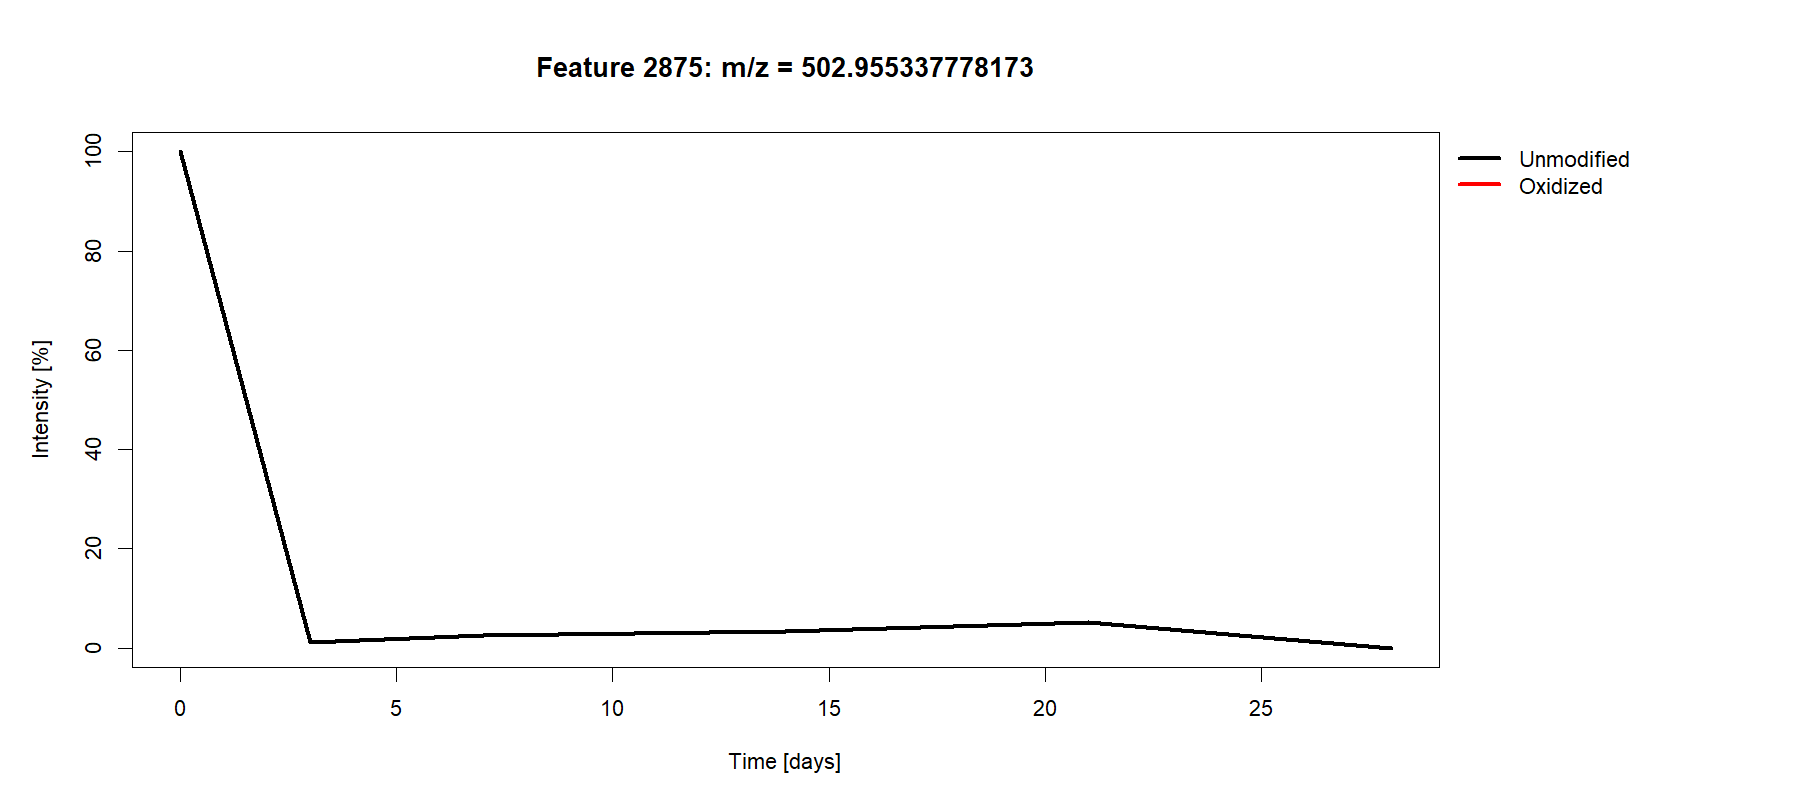 Feature 2875: m/z = 502.955337778173
Unmodified
Oxidized
Intensity [%]
100
80
60
40
20
0
0 5 10 15 20 25
Time [days]